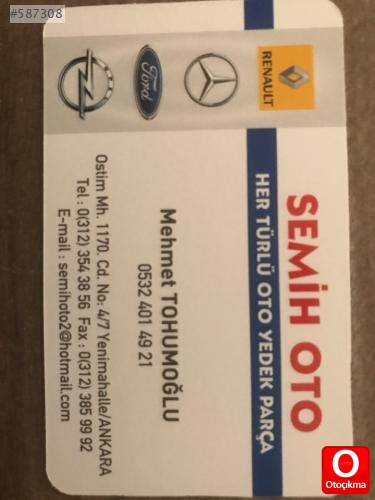 #587308
RENAULT
Ford
SEMİH OTO
HER TÜRLÜ OTO YEDEK PARÇA
Mehmet TOHUMOĞLU
0532 401 49 21
Ostim Mh. 1170. Cd. No: 4/7 Yenimahalle/ANKARA
Tel : 0(312) 354 38 56 Fax : 0(312) 385 99 92
E-mail : semihoto2@hotmail.com
Otoçıkma